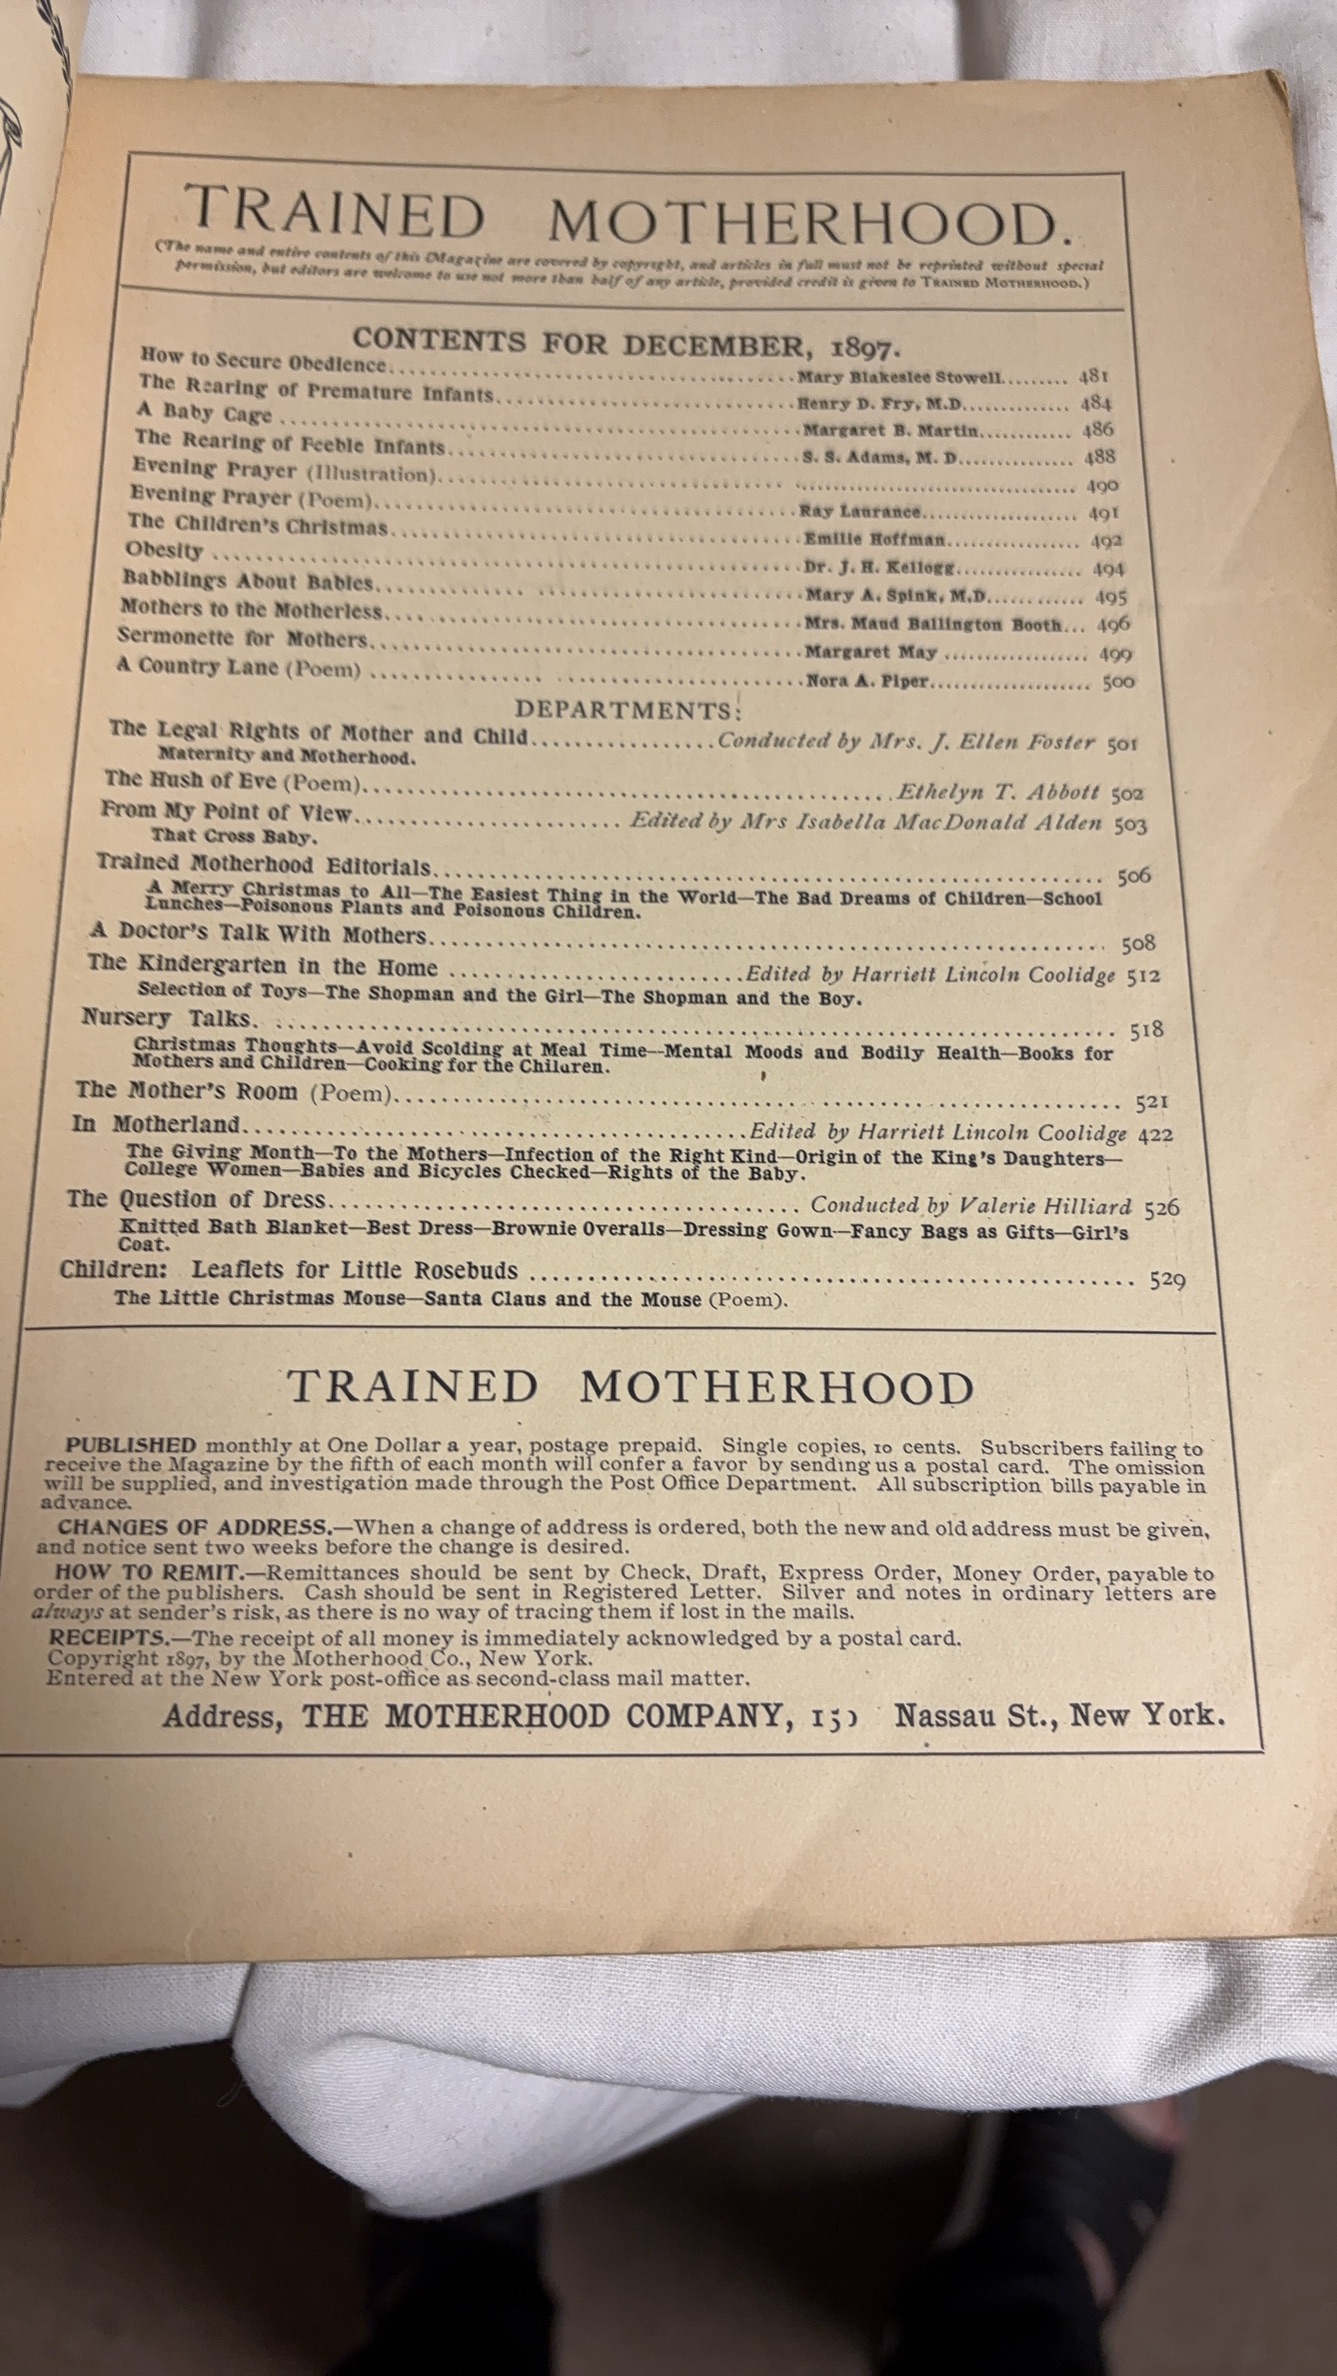 TRAINED MOTHERHOOD.
(The name and entire contents of this Magazine are covered by copyright, and articles in full must not be reprinted without special
permission, but editors are welcome to use not more than half of any article, provided credit is given to TRAINED MOTHERHOOD.)
CONTENTS FOR DECEMBER, 1897.
How to Secure Obedience........................................Mary Blakeslee Stowell......... 481
The Rearing of Premature Infants..............................Henry D. Fry, M.D.............. 484
A Baby Cage ...................................................Margaret B. Martin............ 486
The Rearing of Feeble Infants..................................S. S. Adams, M. D............... 488
Evening Prayer (Illustration)................................. ................................ 490
Evening Prayer (Poem)..........................................Ray Laurance.................... 491
The Children's Christmas.......................................Emilie Hoffman................. 492
Obesity .......................................................Dr. J. H. Kellogg................ 494
Babblings About Babies............... .........................Mary A. Spink, M.D............ 495
Mothers to the Motherless......................................Mrs. Maud Ballington Booth... 496
Sermonette for Mothers.........................................Margaret May .................. 499
A Country Lane (Poem) ................. .......................Nora A. Piper.................... 500
DEPARTMENTS:
The Legal Rights of Mother and Child..................Conducted by Mrs. J. Ellen Foster 501
Maternity and Motherhood.
The Hush of Eve (Poem)................................................Ethelyn T. Abbott 502
From My Point of View...................... Edited by Mrs Isabella MacDonald Alden 503
That Cross Baby.
Trained Motherhood Editorials................................................................ 506
A Merry Christmas to All—The Easiest Thing in the World—The Bad Dreams of Children—School
Lunches—Poisonous Plants and Poisonous Children.
A Doctor's Talk With Mothers................................................................ 508
The Kindergarten in the Home ..........................Edited by Harriett Lincoln Coolidge 512
Selection of Toys—The Shopman and the Girl—The Shopman and the Boy.
Nursery Talks. .............................................................................. 518
Christmas Thoughts—Avoid Scolding at Meal Time—Mental Moods and Bodily Health—Books for
Mothers and Children—Cooking for the Children.
The Mother's Room (Poem)................................................................ 521
In Motherland..............................................Edited by Harriett Lincoln Coolidge 422
The Giving Month—To the Mothers—Infection of the Right Kind—Origin of the King's Daughters—
College Women—Babies and Bicycles Checked—Rights of the Baby.
The Question of Dress........................................ Conducted by Valerie Hilliard 526
Knitted Bath Blanket—Best Dress—Brownie Overalls—Dressing Gown—Fancy Bags as Gifts—Girl's
Coat.
Children: Leaflets for Little Rosebuds ...................................................... 529
The Little Christmas Mouse—Santa Claus and the Mouse (Poem).
TRAINED MOTHERHOOD
PUBLISHED monthly at One Dollar a year, postage prepaid. Single copies, 10 cents. Subscribers failing to
receive the Magazine by the fifth of each month will confer a favor by sending us a postal card. The omission
will be supplied, and investigation made through the Post Office Department. All subscription bills payable in
advance.
CHANGES OF ADDRESS.—When a change of address is ordered, both the new and old address must be given,
and notice sent two weeks before the change is desired.
HOW TO REMIT.—Remittances should be sent by Check, Draft, Express Order, Money Order, payable to
order of the publishers. Cash should be sent in Registered Letter. Silver and notes in ordinary letters are
always at sender's risk, as there is no way of tracing them if lost in the mails.
RECEIPTS.—The receipt of all money is immediately acknowledged by a postal card.
Copyright 1897, by the Motherhood Co., New York.
Entered at the New York post-office as second-class mail matter.
Address, THE MOTHERHOOD COMPANY, 150 Nassau St., New York.